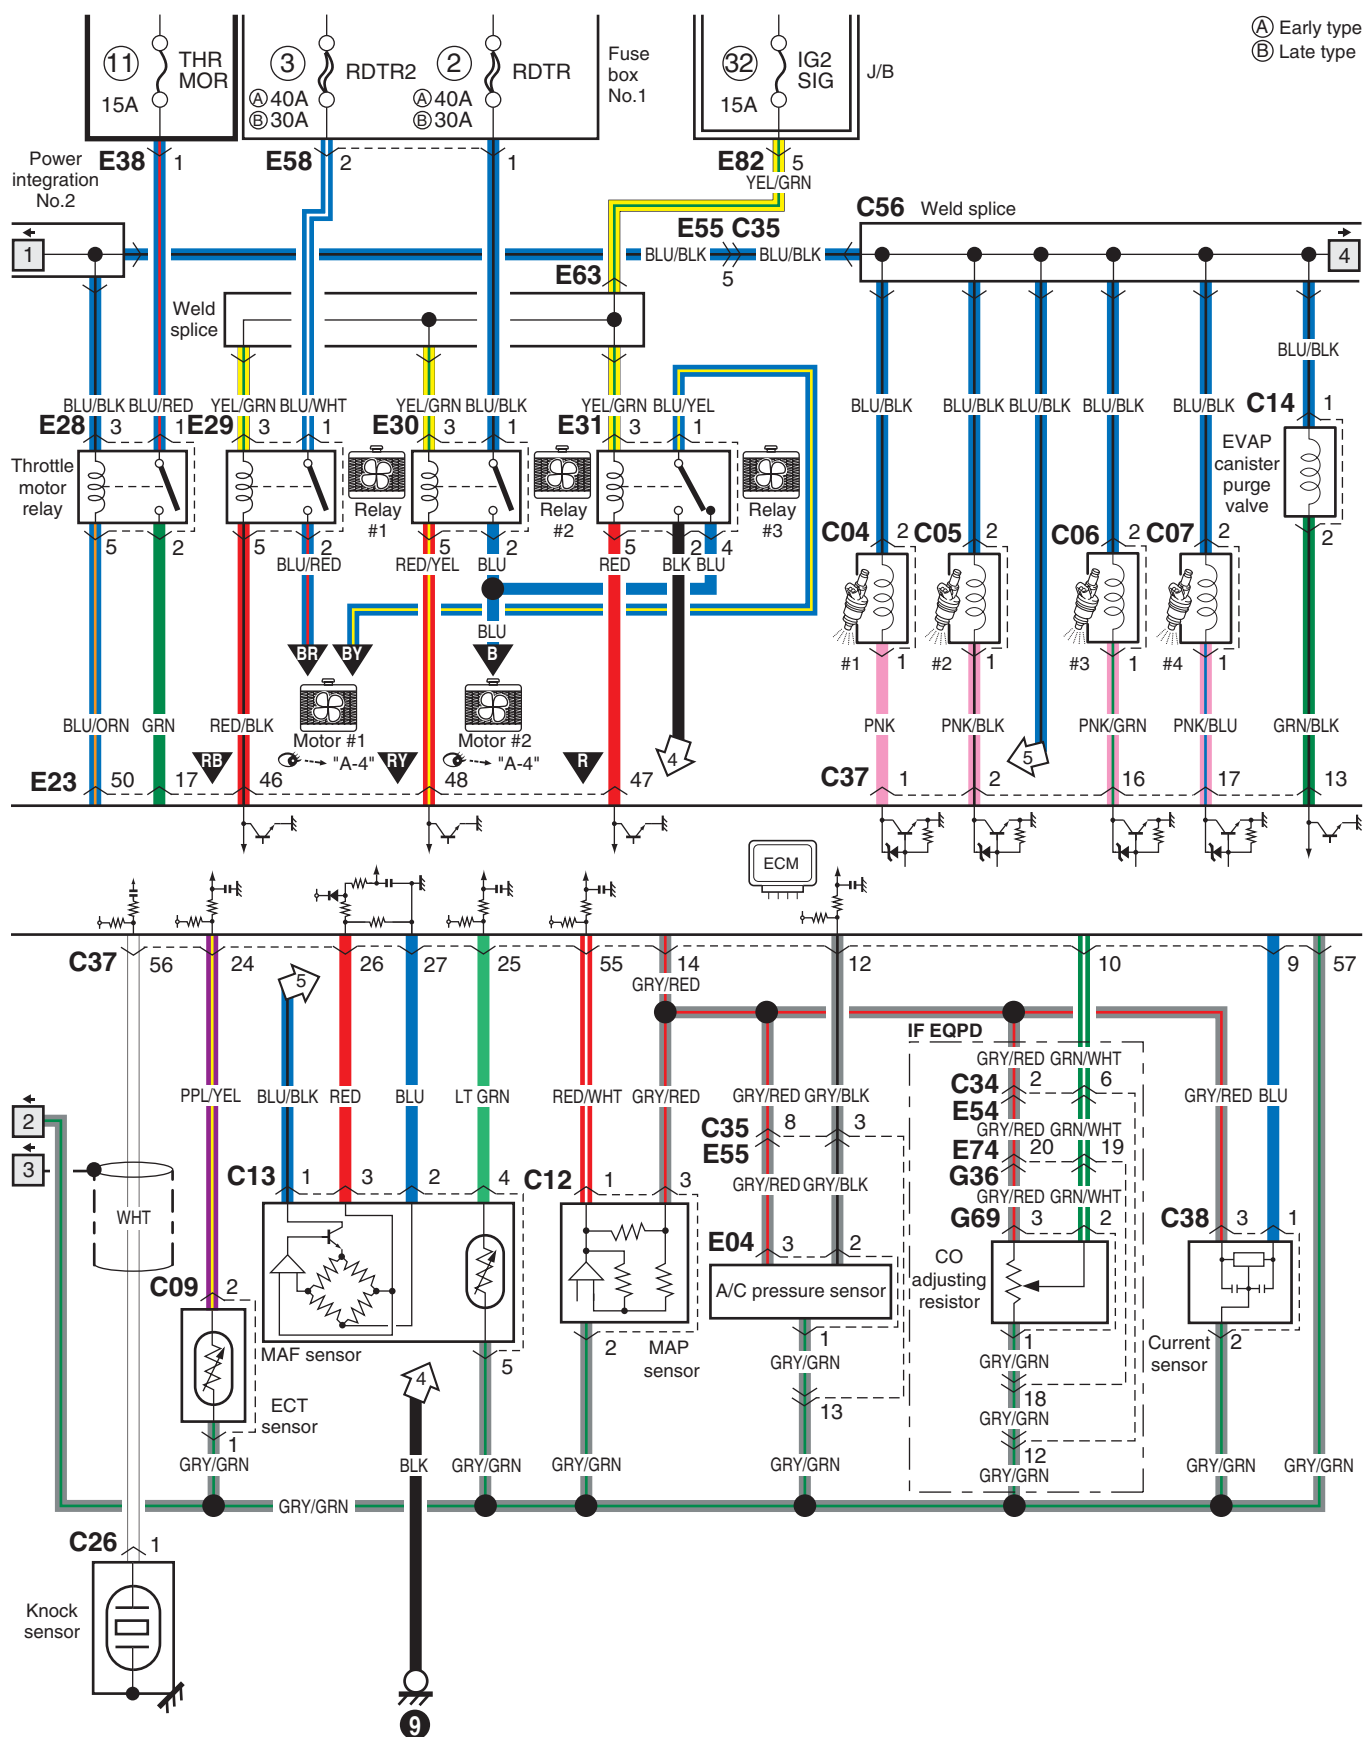 Ⓐ Early type
Ⓑ Late type
11 THR MOR 15A
3 RDTR2 Ⓐ 40A Ⓑ 30A
2 RDTR Ⓐ 40A Ⓑ 30A
Fuse box No.1
32 IG2 SIG 15A
J/B
E38 1
E58 2 1
E82 5
YEL/GRN
Power integration No.2
1
E55 C35
BLU/BLK 5 BLU/BLK
C56 Weld splice
4
E63
Weld splice
BLU/BLK
BLU/BLK BLU/RED YEL/GRN BLU/WHT YEL/GRN BLU/BLK YEL/GRN BLU/YEL
BLU/BLK BLU/BLK BLU/BLK BLU/BLK BLU/BLK
E28 3 1 E29 3 1 E30 3 1 E31 3 1
C14 1
Throttle motor relay
Relay #1
Relay #2
Relay #3
EVAP canister purge valve
5 2 5 2 5 2 5 2 4
BLU/RED RED/YEL BLU RED BLK BLU
C04 2 C05 2 C06 2 C07 2 2
BLU
BR BY B
#1 1 #2 1 #3 1 #4 1
BLU/ORN GRN RED/BLK
Motor #1
"A-4"
Motor #2
"A-4"
RB RY R
4
PNK PNK/BLK PNK/GRN PNK/BLU GRN/BLK
5
E23 50 17 46 48 47
C37 1 2 16 17 13
ECM
C37 56 24 26 27 25 55 14 12 10 9 57
GRY/RED
5
IF EQPD
GRY/RED GRN/WHT
C34 2 6
E54
PPL/YEL BLU/BLK RED BLU LT GRN RED/WHT GRY/RED GRY/RED GRY/BLK GRY/RED BLU
2
C35 8 3
E55
GRY/RED GRN/WHT
E74 20 19
G36
3
C13 1 3 2 4
C12 1 3
GRY/RED GRY/BLK
GRY/RED GRN/WHT
G69 3 2
C38 3 1
WHT
E04 3 2
A/C pressure sensor
CO adjusting resistor
C09 2
MAF sensor
5
2
MAP sensor
1
1
Current sensor
2
GRY/GRN
GRY/GRN
4
18
13
GRY/GRN
ECT sensor
1
12
GRY/GRN BLK GRY/GRN GRY/GRN GRY/GRN GRY/GRN GRY/GRN GRY/GRN
GRY/GRN
C26 1
Knock sensor
9